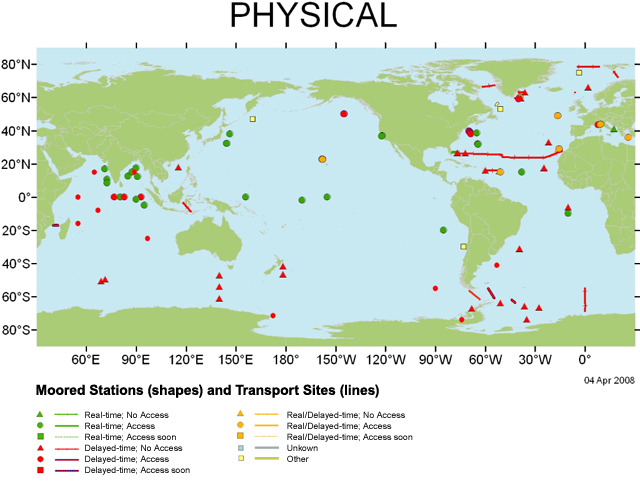 PHYSICAL
80°N
60°N
40°N
20°N
0°
20°S
40°S
60°S
80°S
60°E 90°E 120°E 150°E 180° 150°W 120°W 90°W 60°W 30°W 0°
04 Apr 2008
Moored Stations (shapes) and Transport Sites (lines)
Real-time; No Access
Real-time; Access
Real-time; Access soon
Delayed-time; No Access
Delayed-time; Access
Delayed-time; Access soon
Real/Delayed-time; No Access
Real/Delayed-time; Access
Real/Delayed-time; Access soon
Unkown
Other